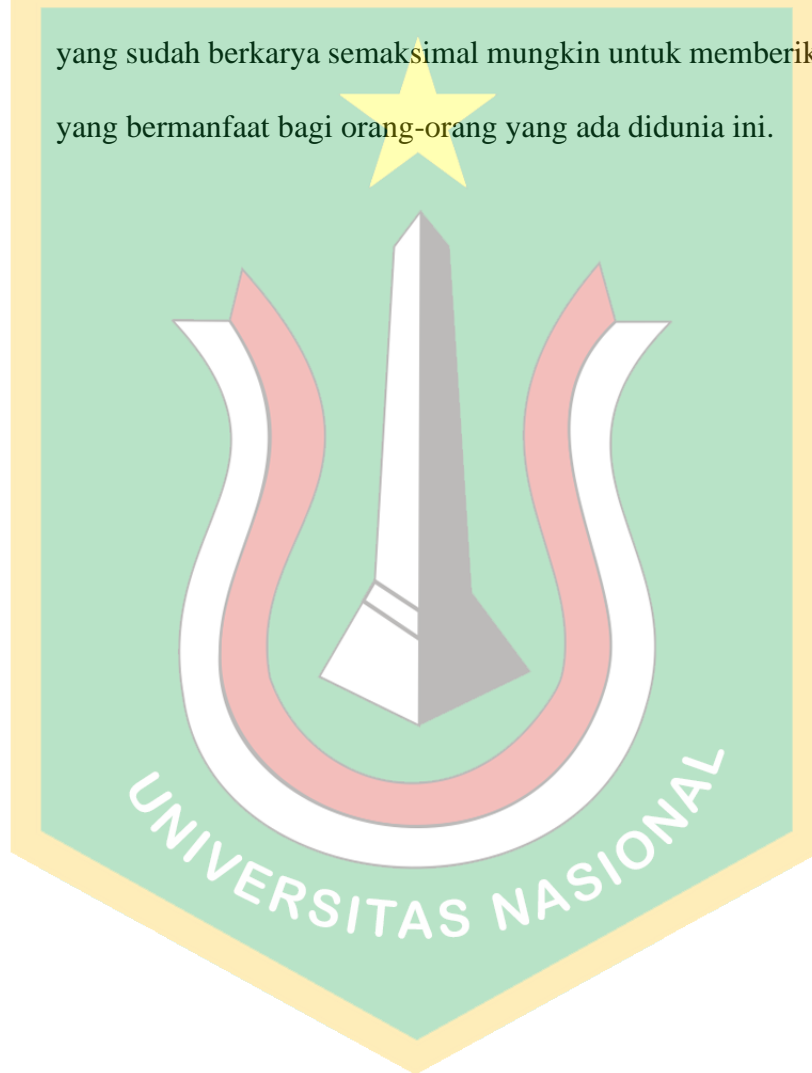 yang sudah berkarya semaksimal mungkin untuk memberik
yang bermanfaat bagi orang-orang yang ada didunia ini.
UNIVERSITAS NASIONAL